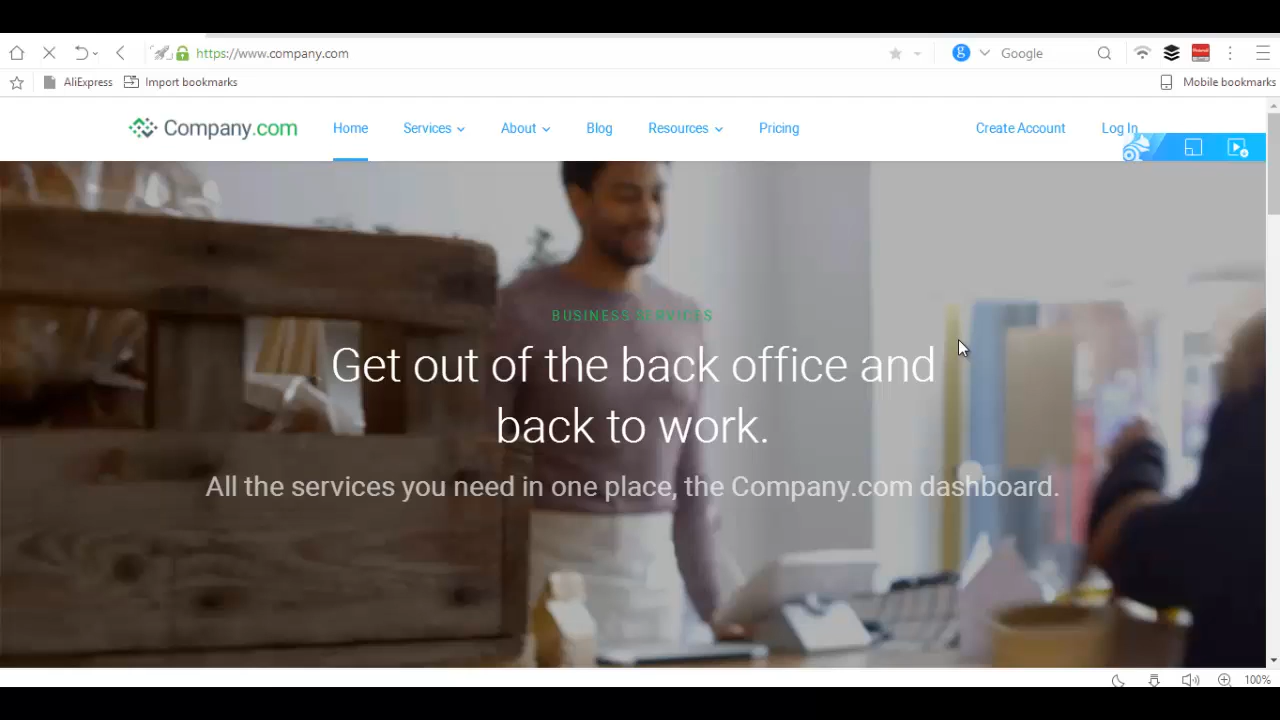 https://www.company.com
Google
AliExpress
Import bookmarks
Mobile bookmarks
Company.com
Home
Services
About
Blog
Resources
Pricing
Create Account
Log In
BUSINESS SERVICES
Get out of the back office and
back to work.
All the services you need in one place, the Company.com dashboard.
100%